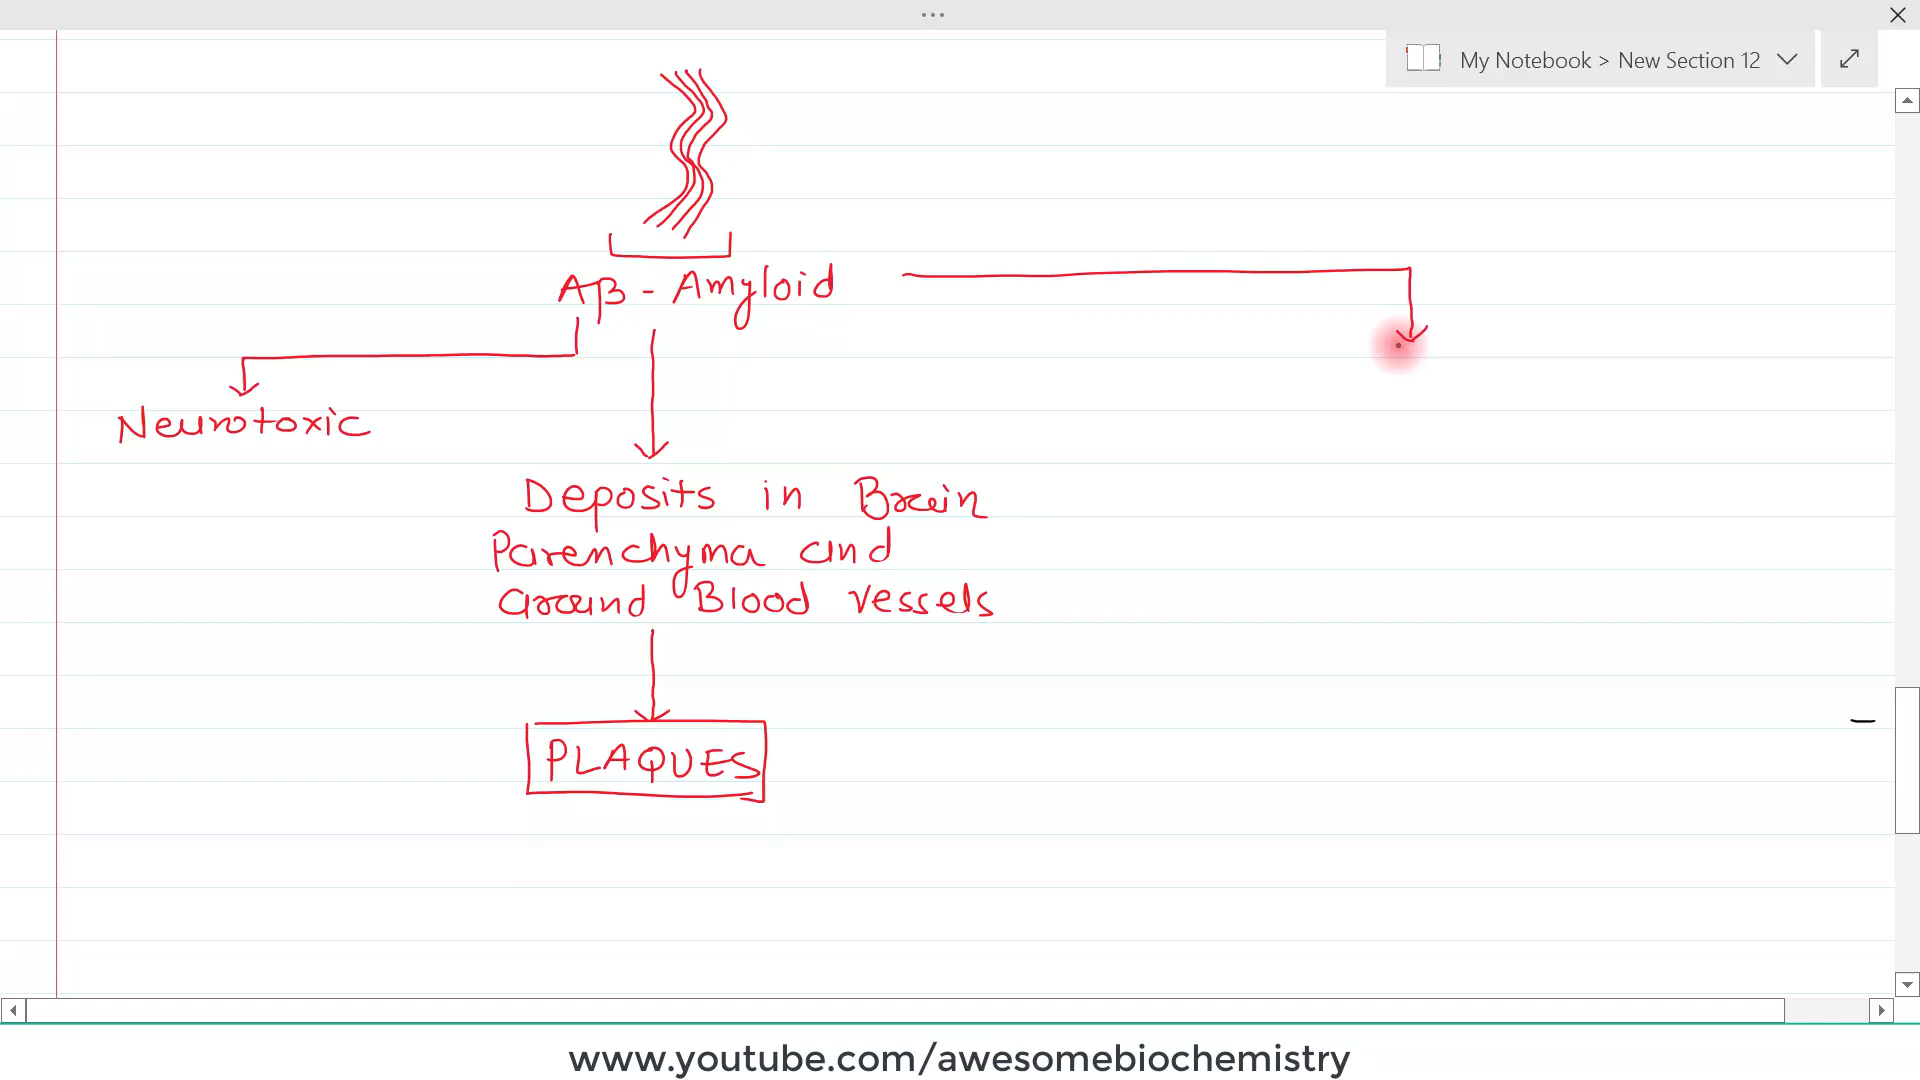 My Notebook > New Section 12
Aβ - Amyloid
Neurotoxic
Deposits in Brain
Parenchyma and
around Blood vessels
PLAQUES
www.youtube.com/awesomebiochemistry